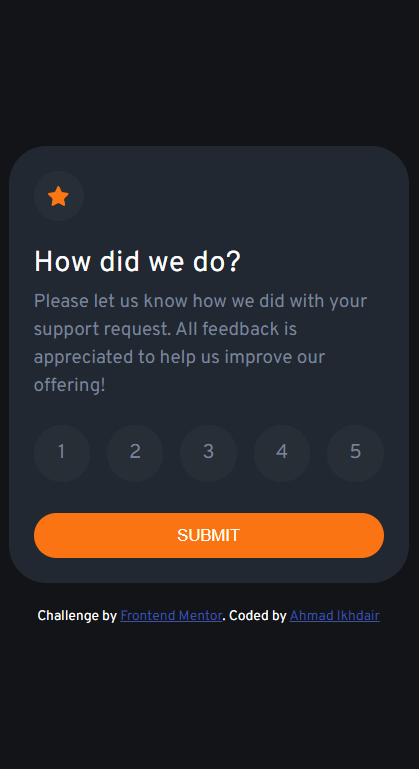 How did we do?
Please let us know how we did with your
support request. All feedback is
appreciated to help us improve our
offering!
1 2 3 4 5
SUBMIT
Challenge by Frontend Mentor. Coded by Ahmad Ikhdair